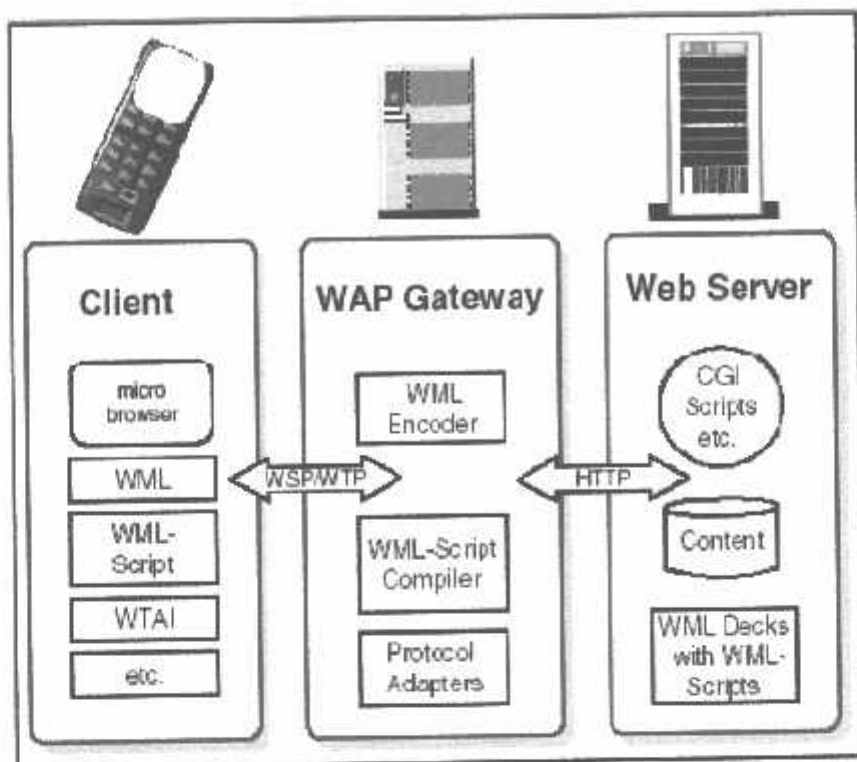 Client
micro
browser
WML
WML-
Script
WTAI
etc.
WSP/WTP
WAP Gateway
WML
Encoder
WML-Script
Compiler
Protocol
Adapters
HTTP
Web Server
CGI
Scripts
etc.
Content
WML Decks
with WML-
Scripts